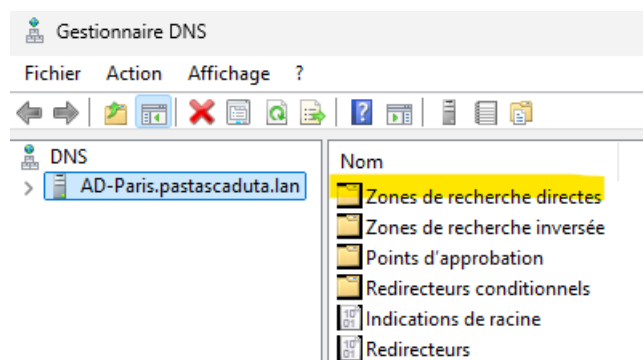 Gestionnaire DNS
Fichier Action Affichage ?
DNS
AD-Paris.pastascaduta.lan
Nom
Zones de recherche directes
Zones de recherche inversée
Points d’approbation
Redirecteurs conditionnels
Indications de racine
Redirecteurs